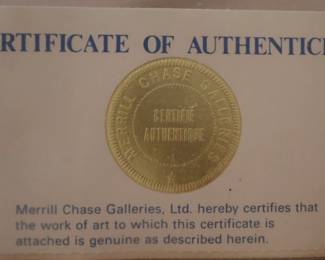 ERTIFICATE OF AUTHENTICI
MERRILL CHASE GALLERIES
CERTIFIÉ
AUTHENTIQUE
Merrill Chase Galleries, Ltd. hereby certifies that
the work of art to which this certificate is
attached is genuine as described herein.